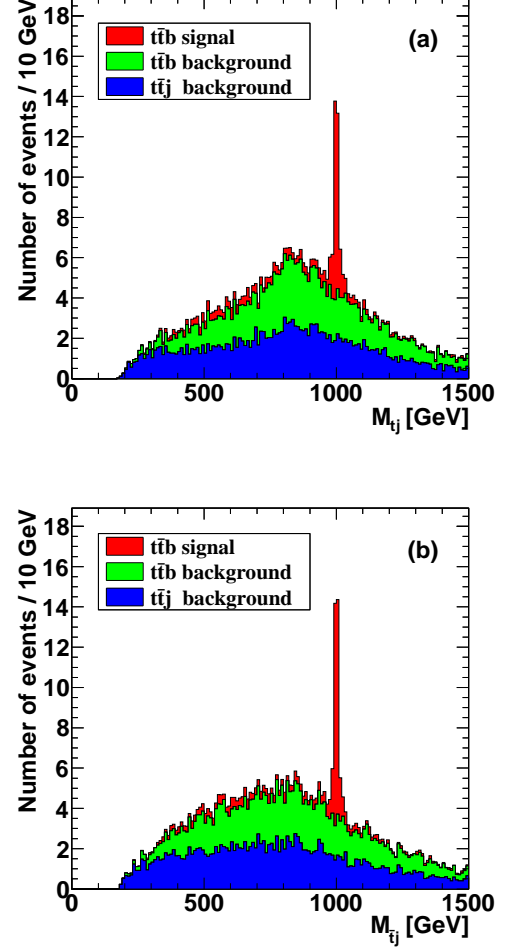 18
16
14
12
10
8
6
4
2
0
Number of events / 10 GeV
tt̄b signal
tt̄b background
tt̄j background
(a)
0 500 1000 1500
M_tj [GeV]
18
16
14
12
10
8
6
4
2
0
Number of events / 10 GeV
tt̄b signal
tt̄b background
tt̄j background
(b)
0 500 1000 1500
M_t̄j [GeV]